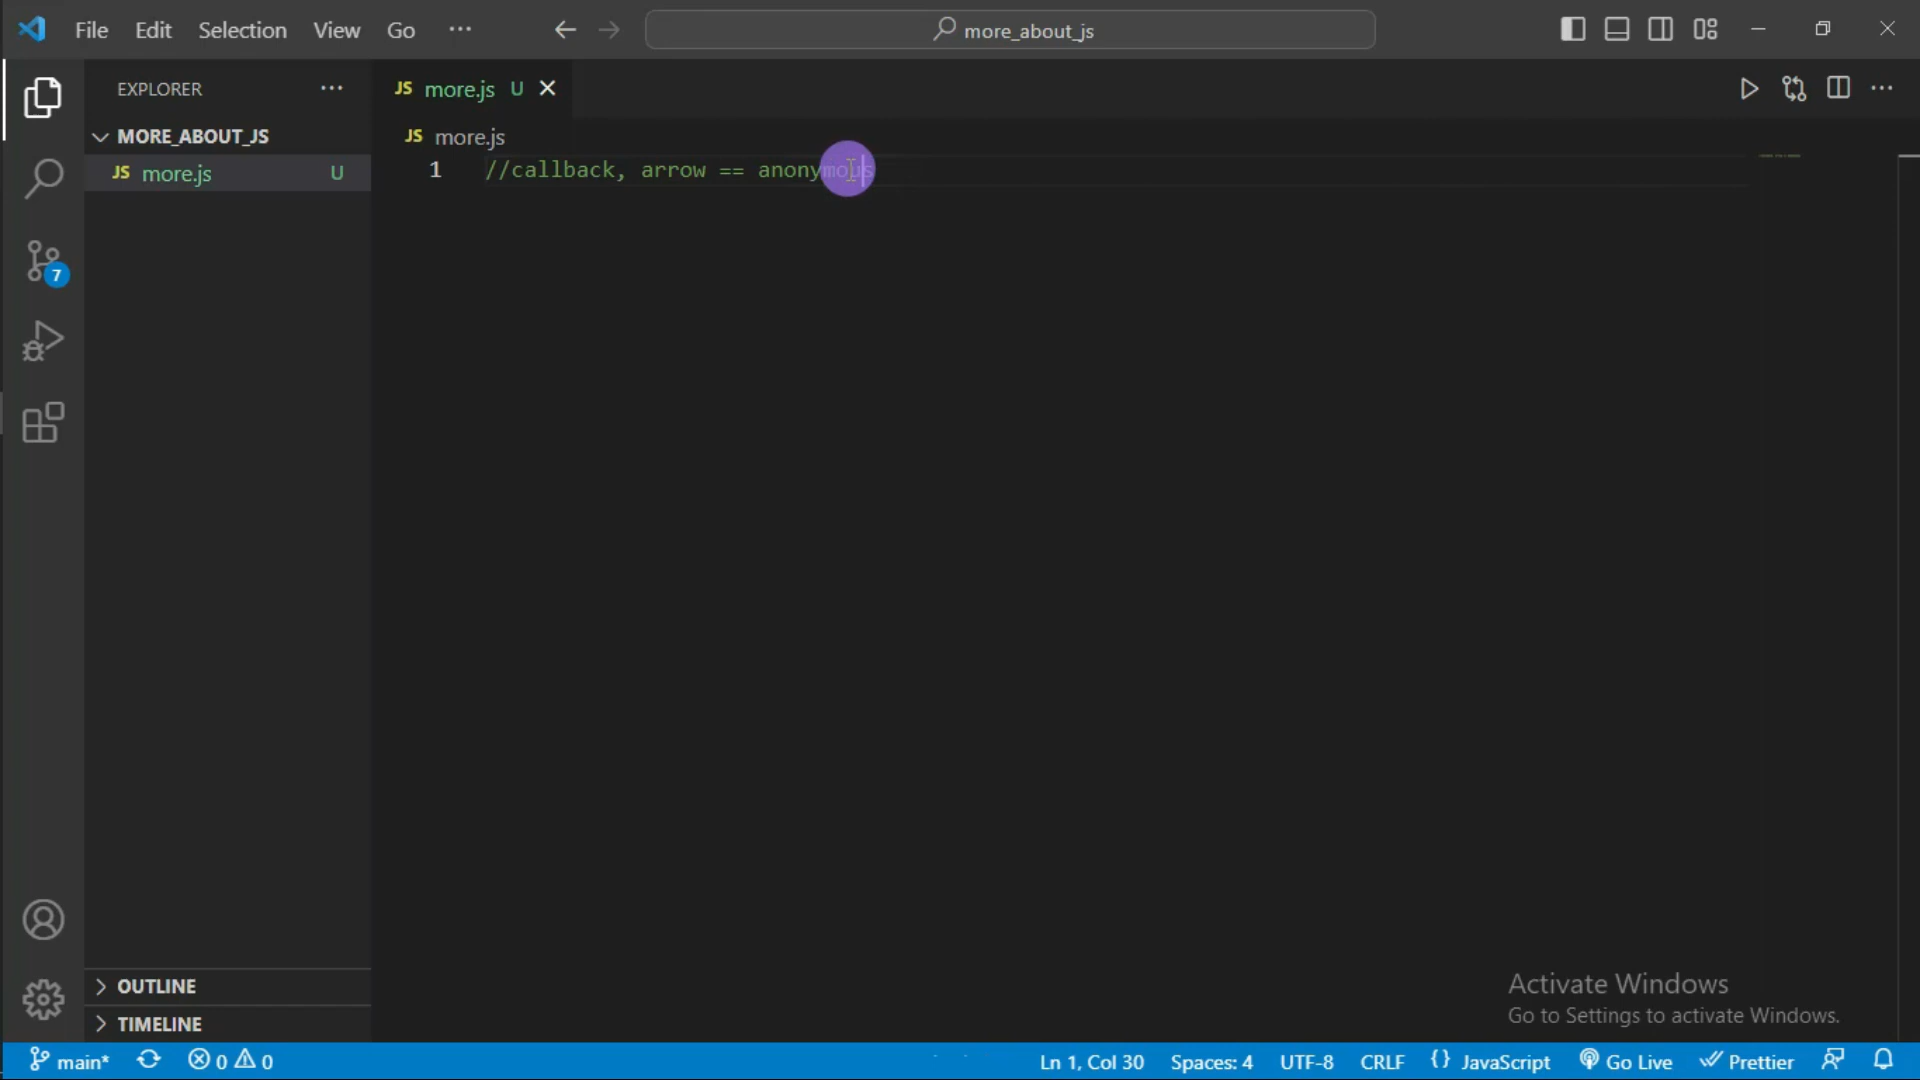 File Edit Selection View Go ··· more_about_js
EXPLORER ···
MORE_ABOUT_JS
JS more.js U
JS more.js U
JS more.js
1 //callback, arrow == anonymous
7
OUTLINE
TIMELINE
Activate Windows
Go to Settings to activate Windows.
main* 0 0 Ln 1, Col 30 Spaces: 4 UTF-8 CRLF {} JavaScript Go Live Prettier